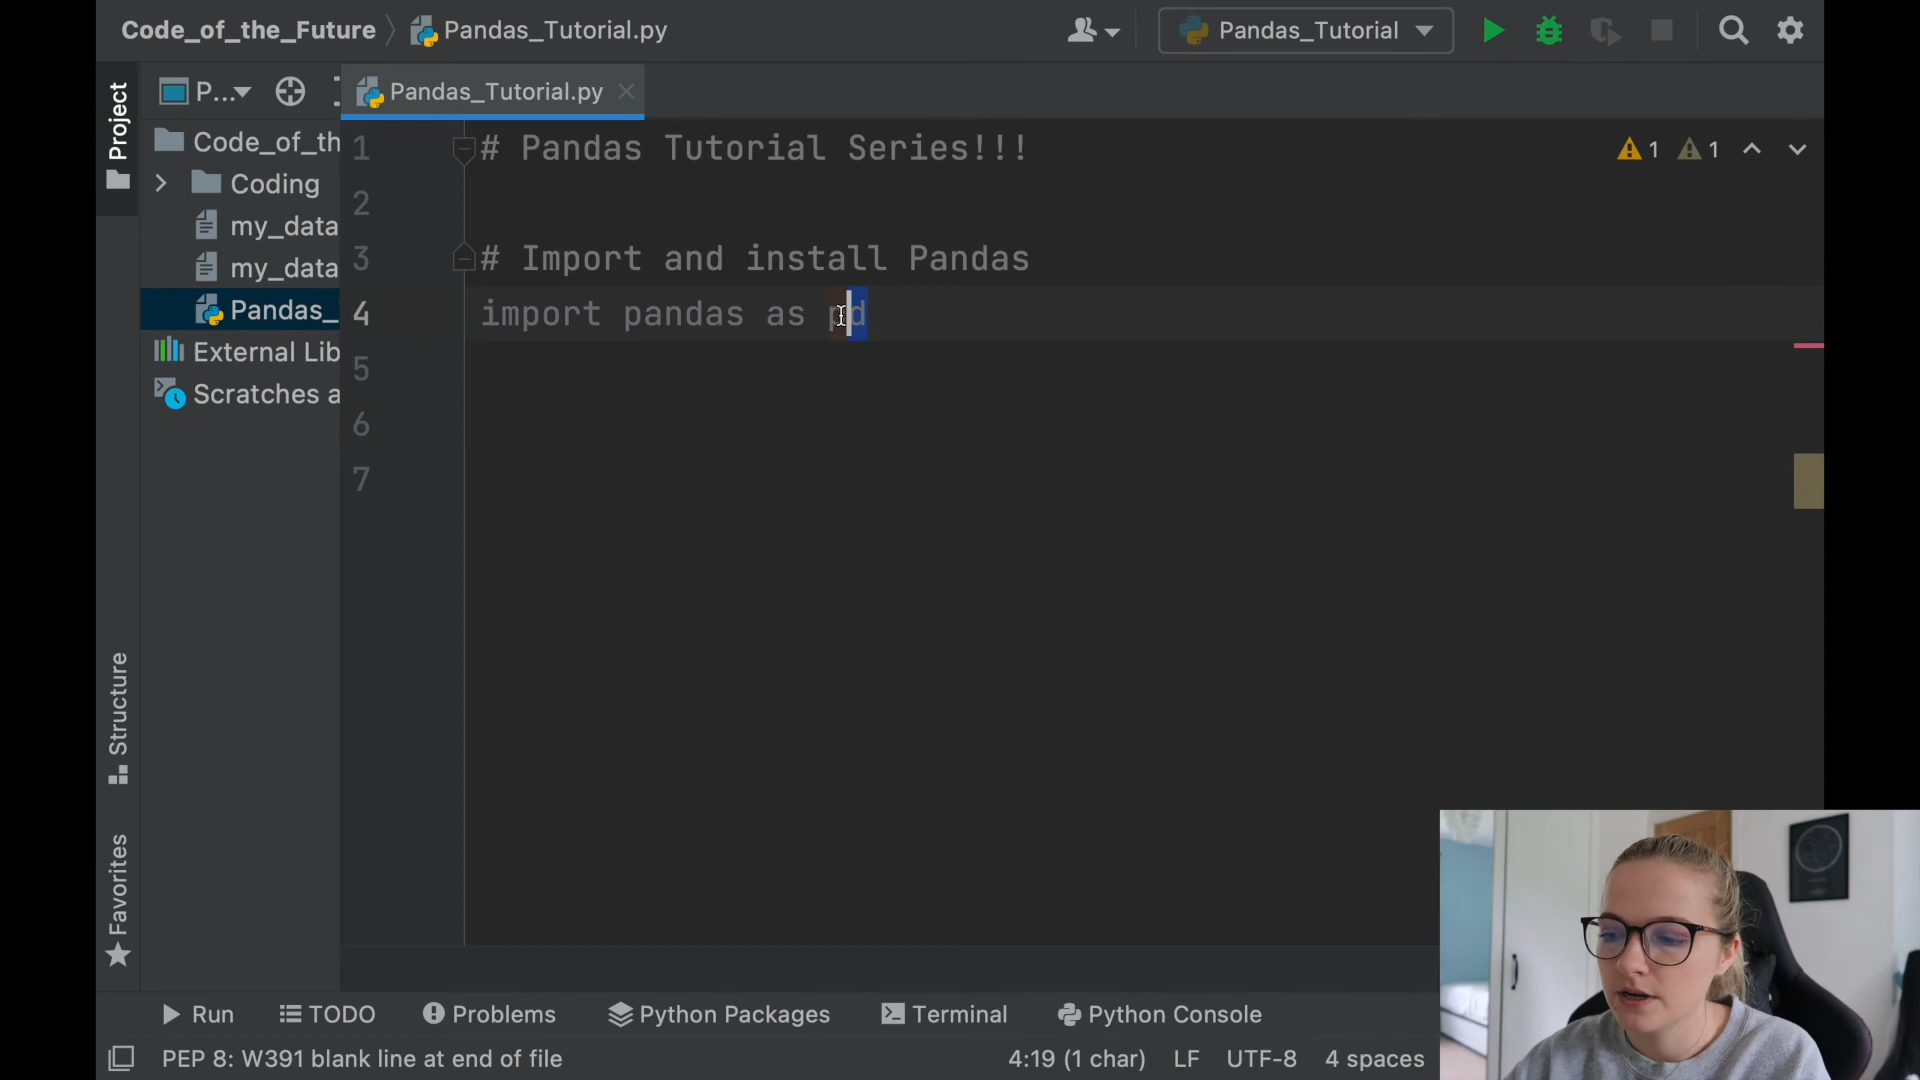 Code_of_the_Future Pandas_Tutorial.py Pandas_Tutorial
Project P... Pandas_Tutorial.py
Code_of_th
Coding
my_data
my_data
Pandas_
External Lib
Scratches a
1 # Pandas Tutorial Series!!!
2
3 # Import and install Pandas
4 import pandas as pd
5
6
7
1 1
Structure
Favorites
Run TODO Problems Python Packages Terminal Python Console
PEP 8: W391 blank line at end of file 4:19 (1 char) LF UTF-8 4 spaces